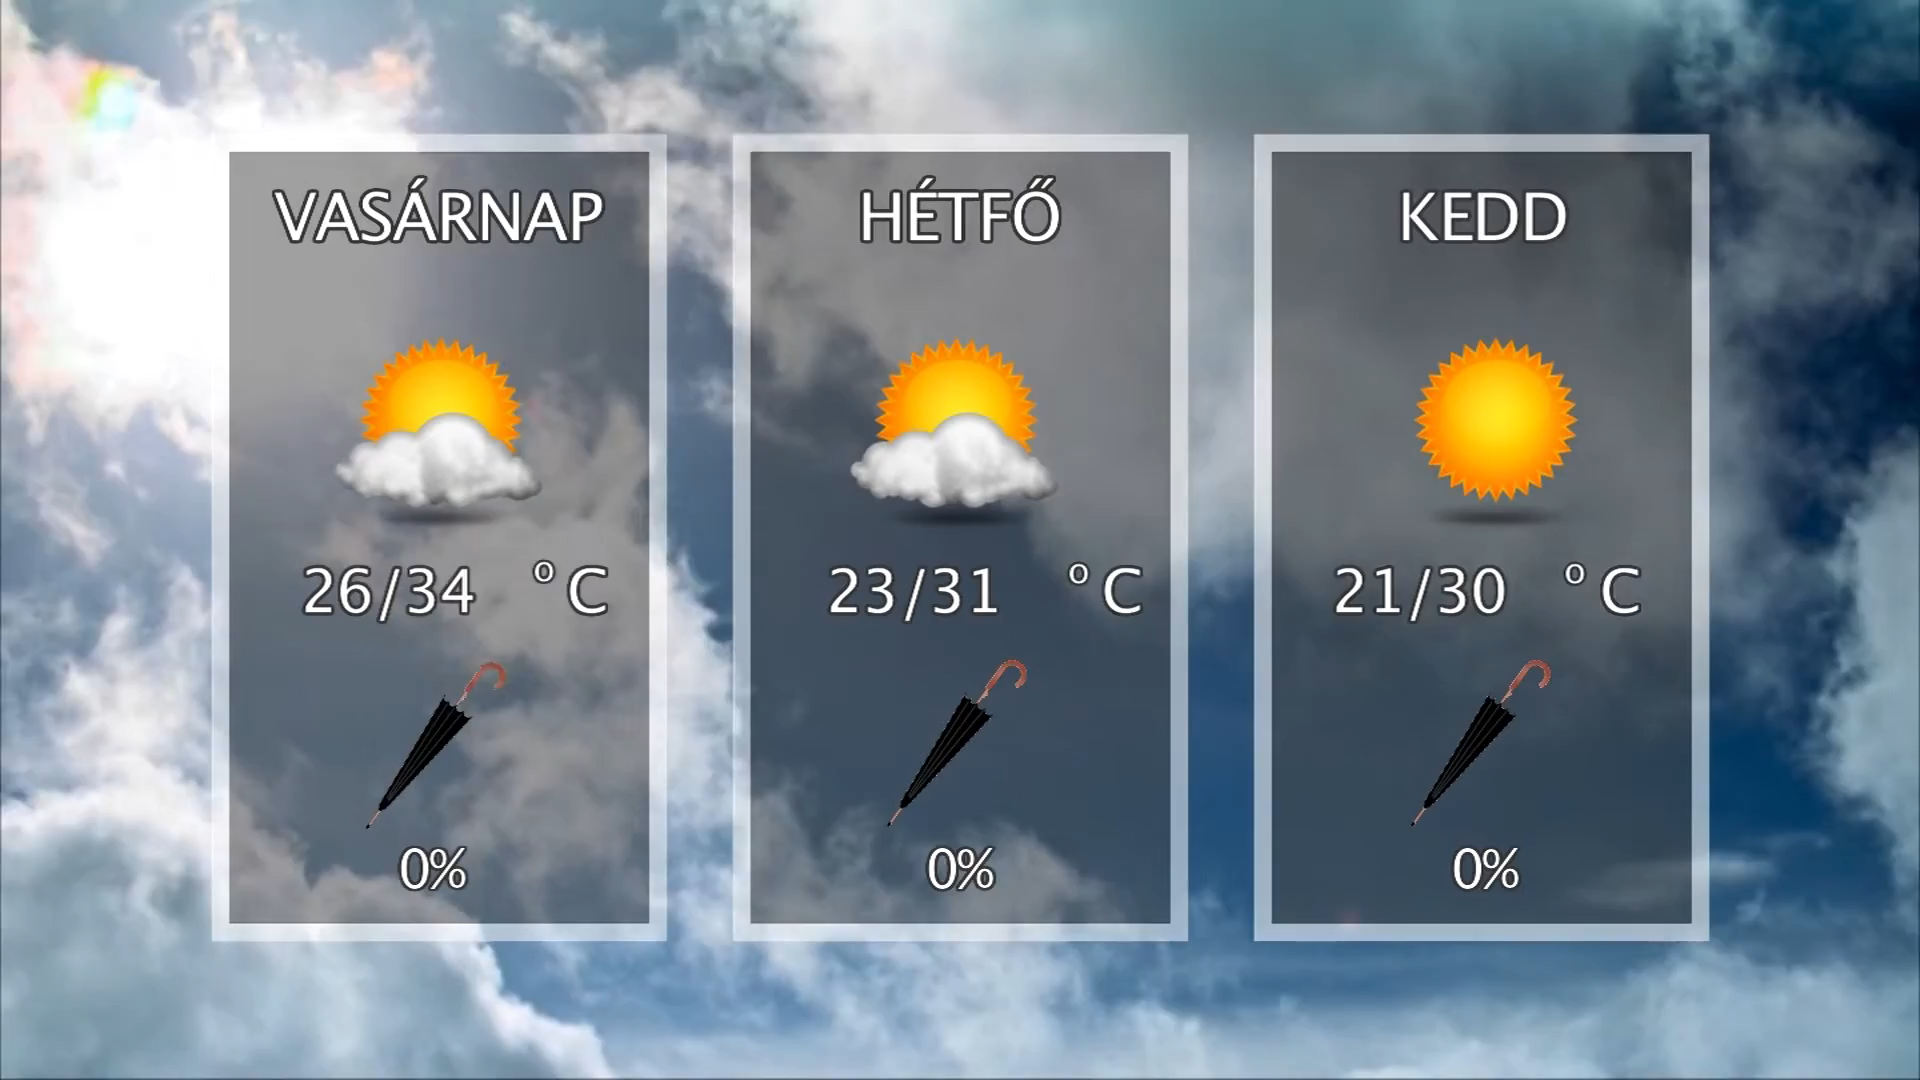 VASÁRNAP
26/34 °C
0%
HÉTFŐ
23/31 °C
0%
KEDD
21/30 °C
0%